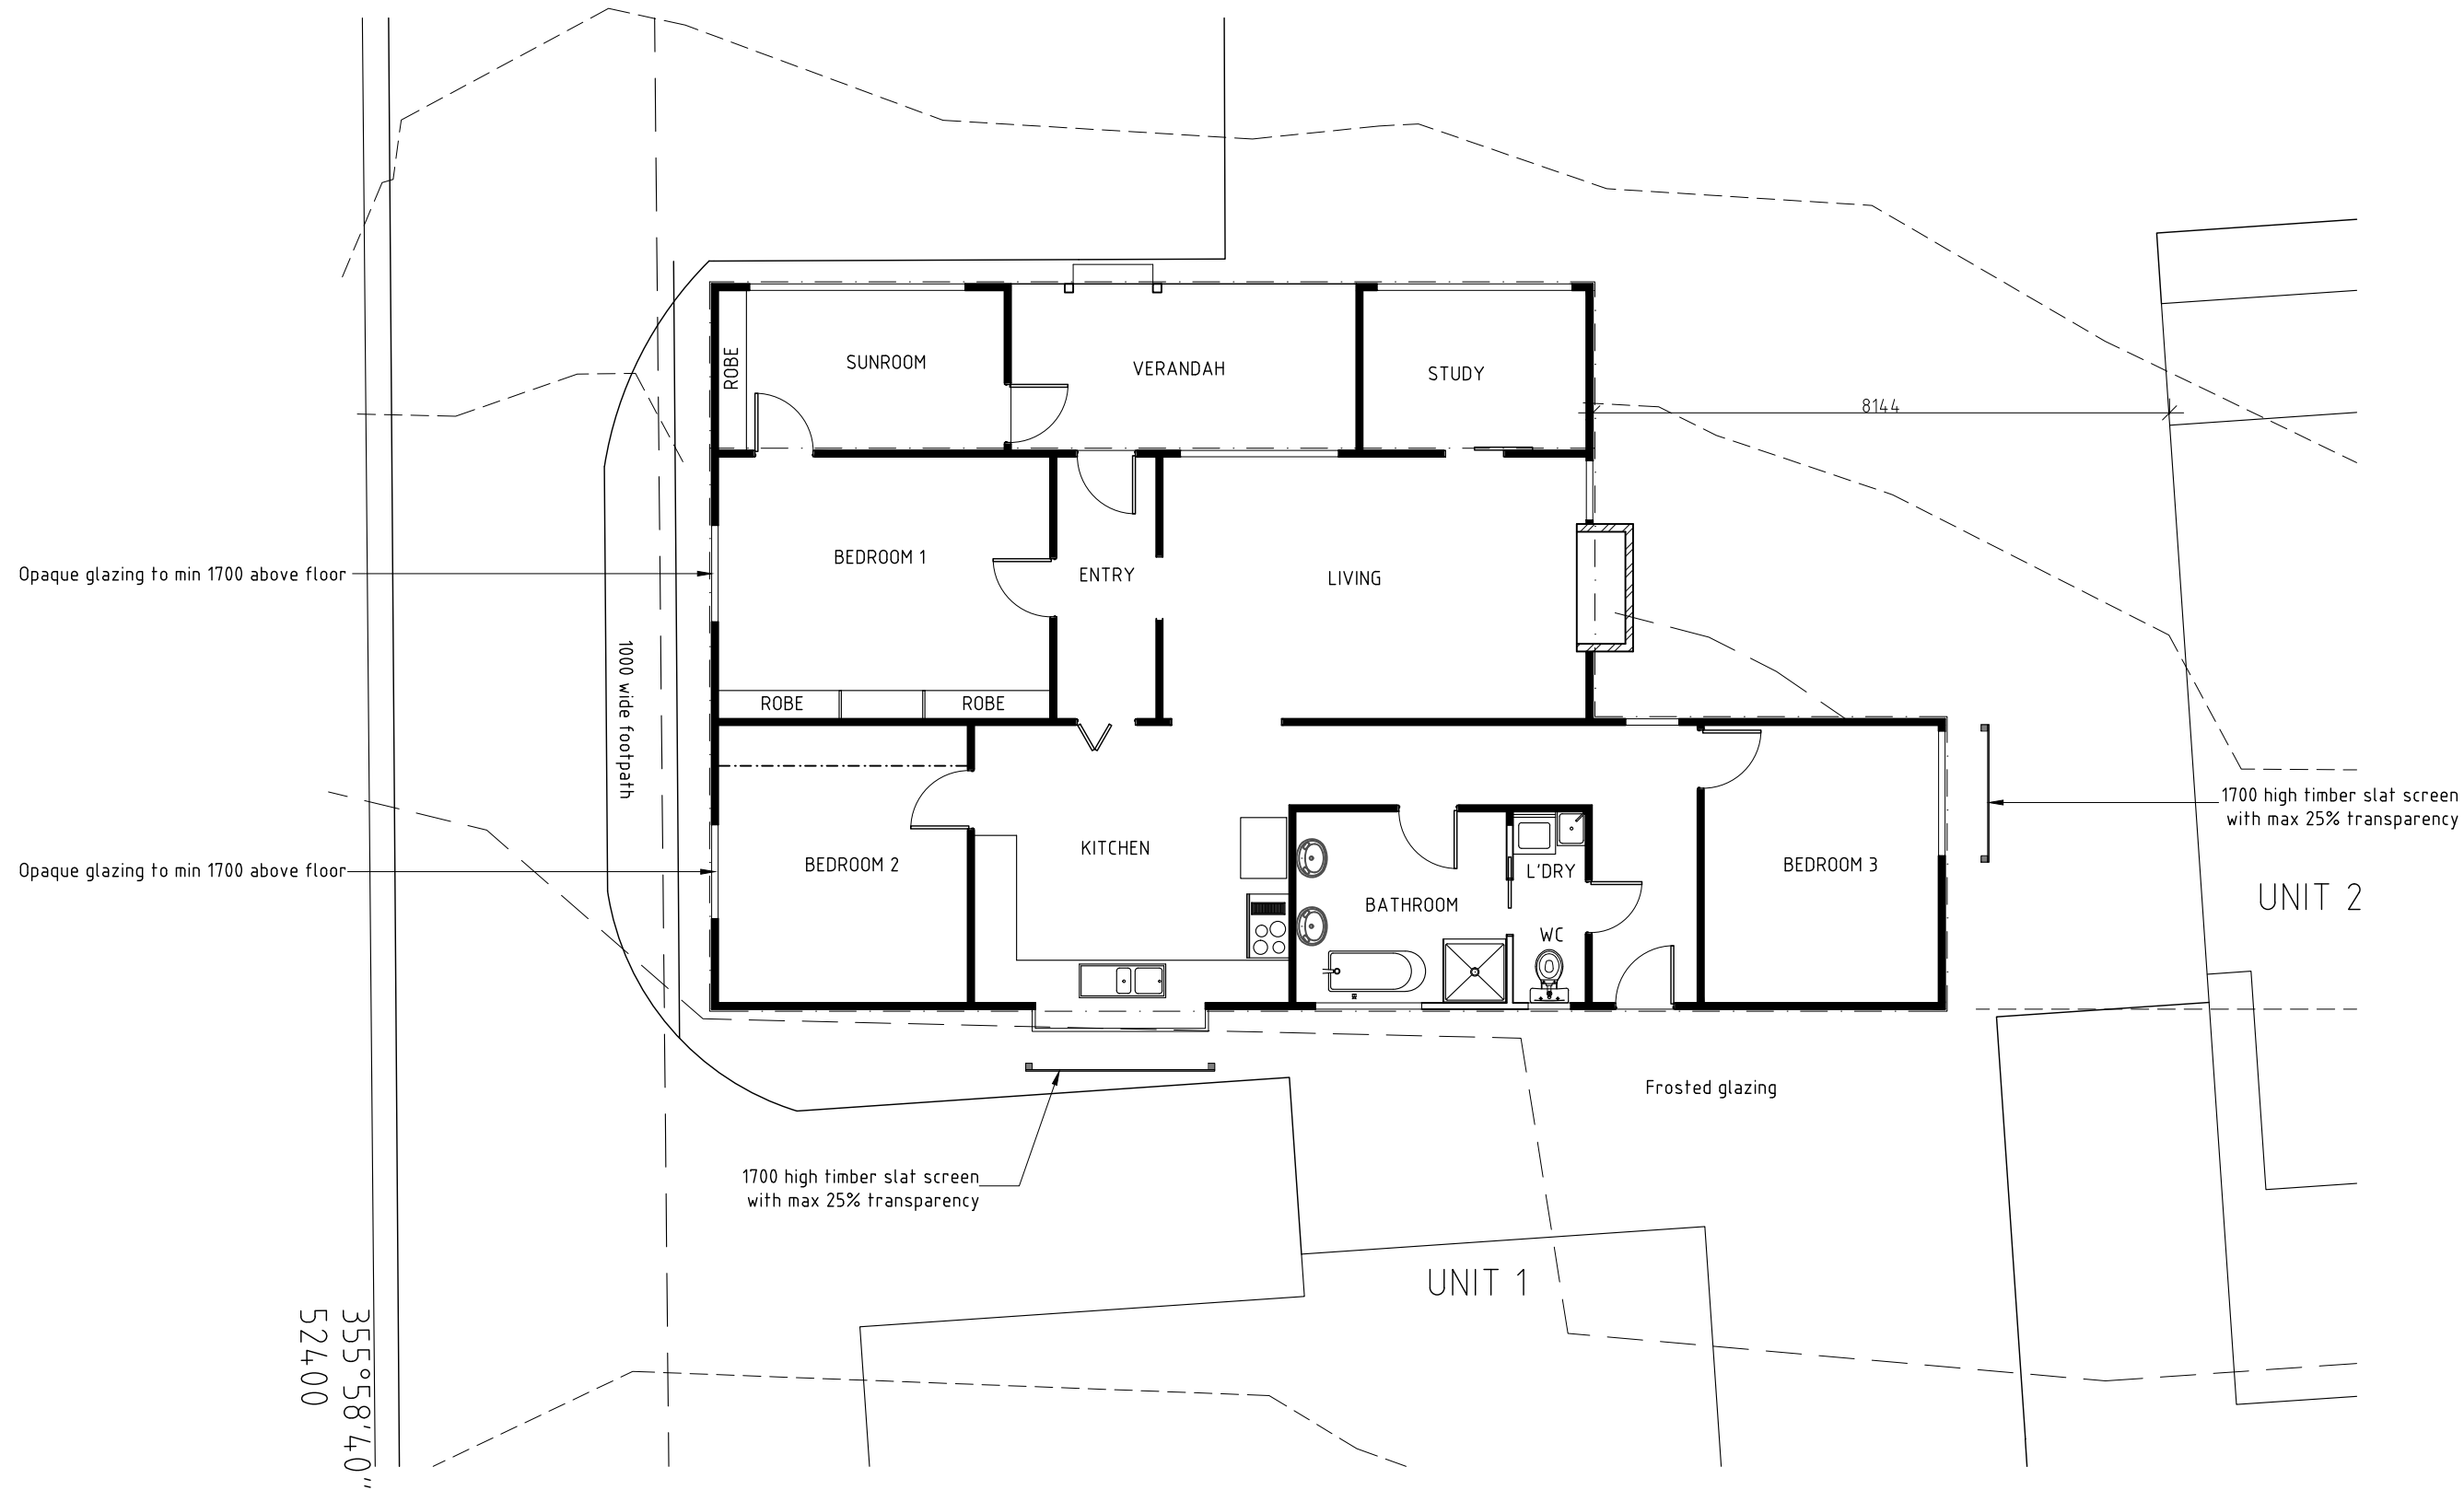 ROBE
SUNROOM
VERANDAH
STUDY
8144
Opaque glazing to min 1700 above floor
BEDROOM 1
ENTRY
LIVING
1000 wide footpath
ROBE
ROBE
1700 high timber slat screen
with max 25% transparency
Opaque glazing to min 1700 above floor
BEDROOM 2
KITCHEN
BATHROOM
L'DRY
WC
BEDROOM 3
UNIT 2
Frosted glazing
1700 high timber slat screen
with max 25% transparency
UNIT 1
355°58'40"
52400